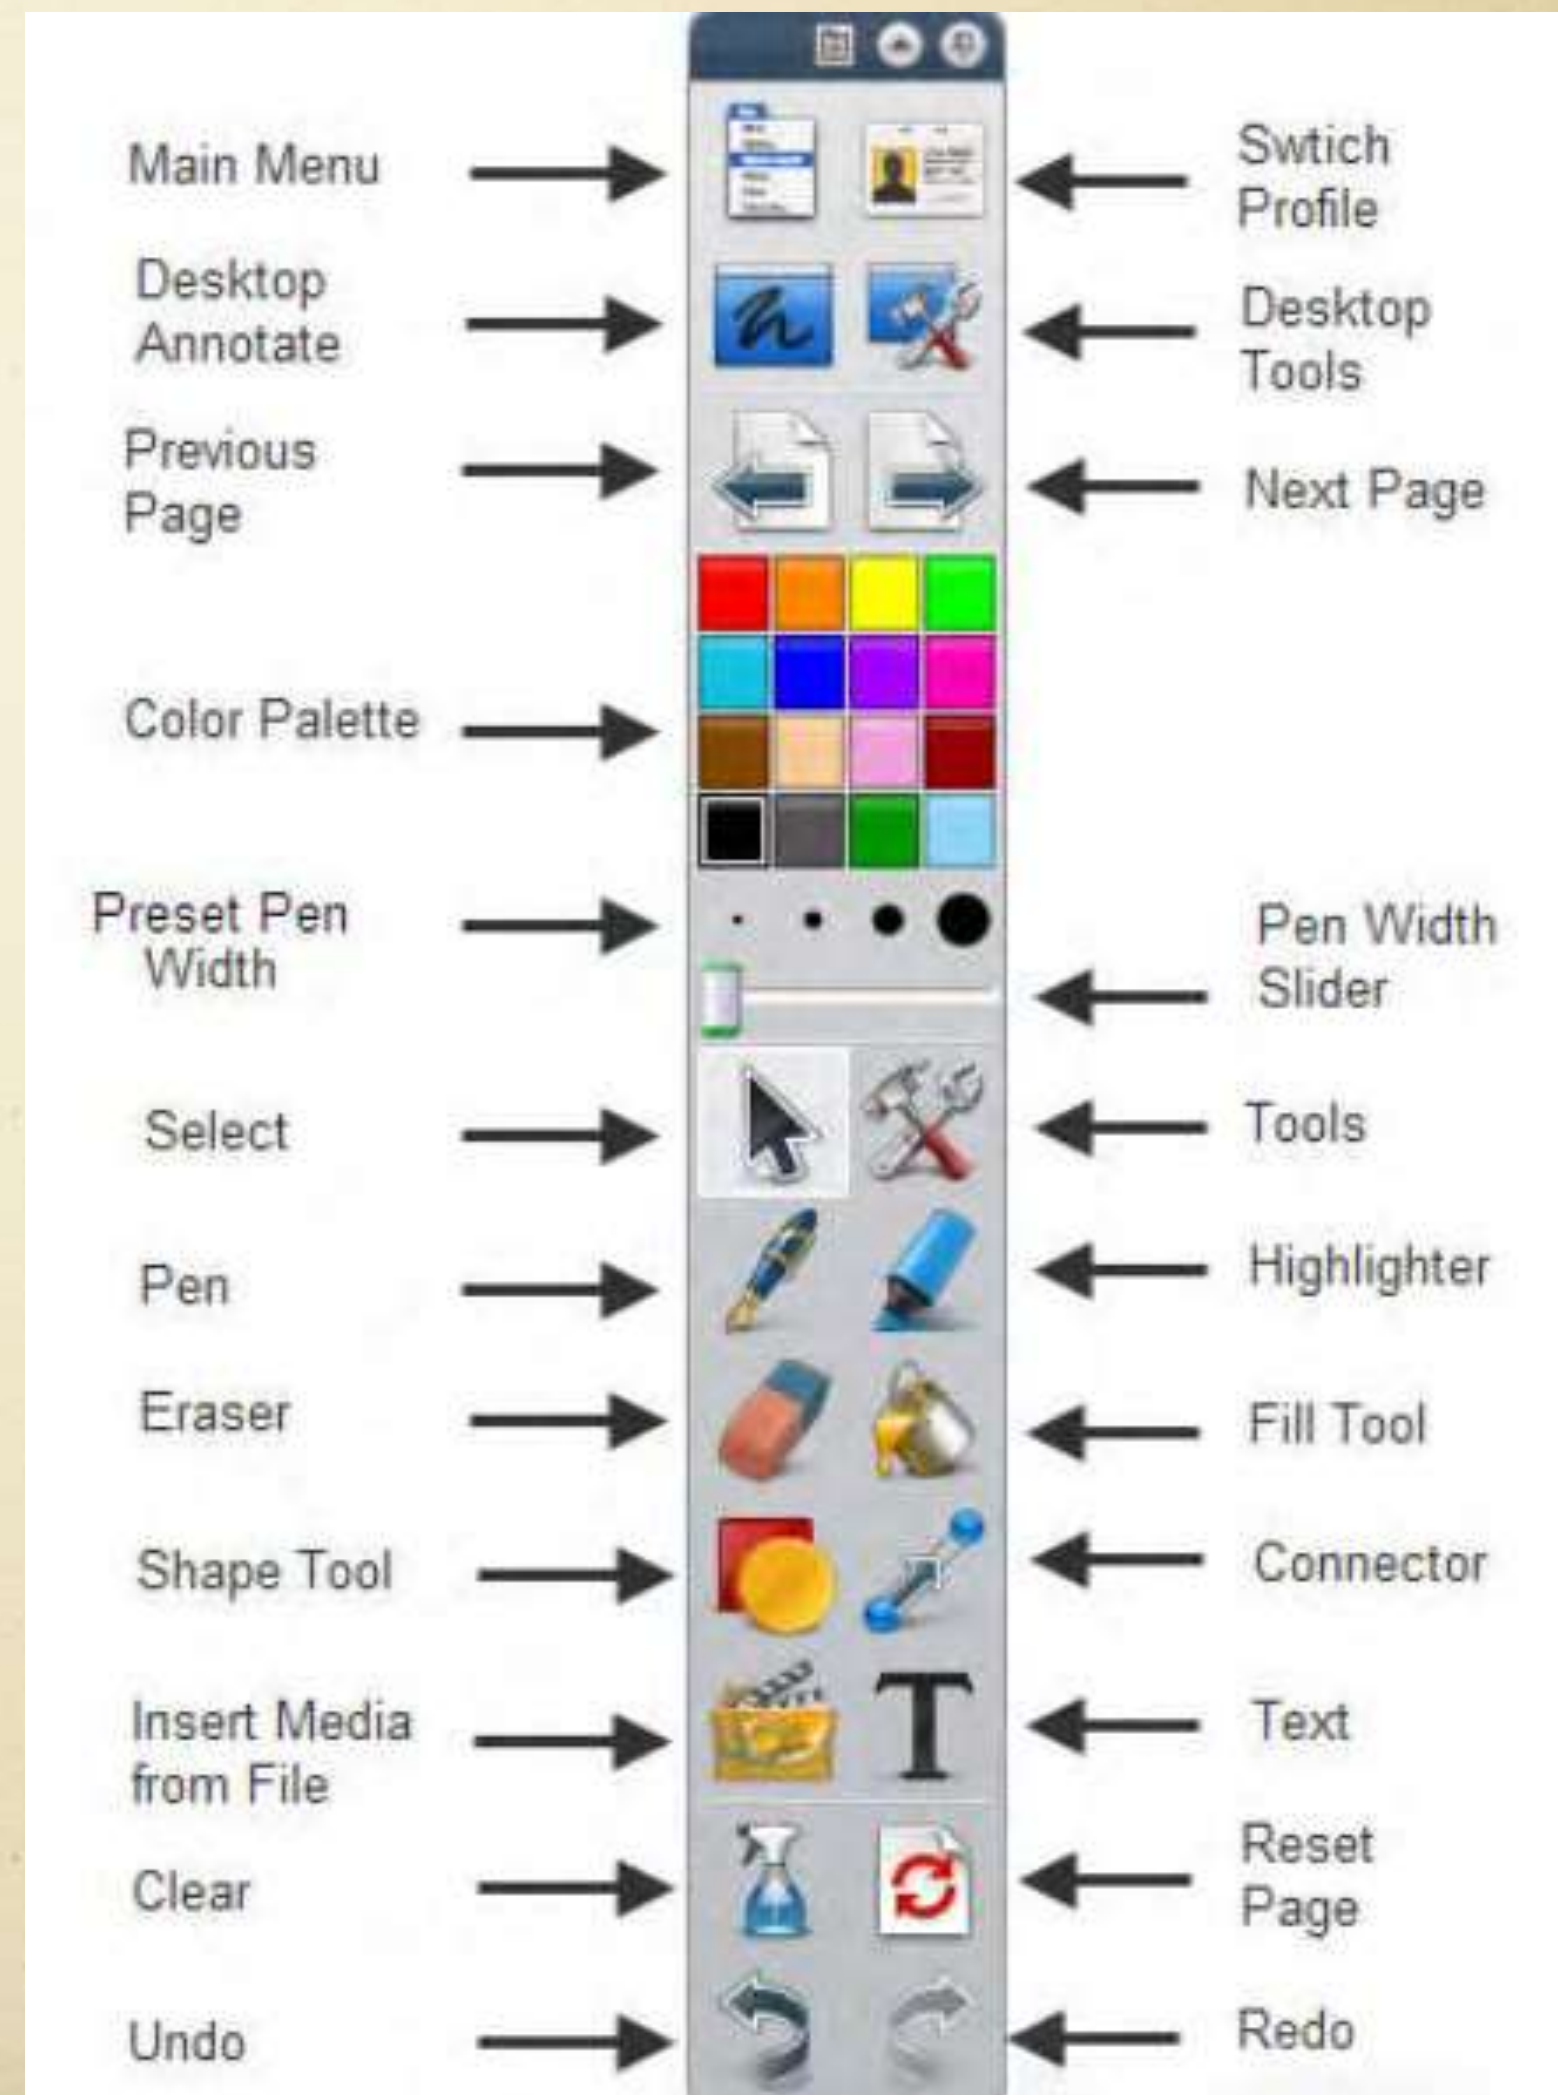 Main Menu
Swtich
Profile
Desktop
Annotate
Desktop
Tools
Previous
Page
Next Page
Color Palette
Preset Pen
Width
Pen Width
Slider
Select
Tools
Pen
Highlighter
Eraser
Fill Tool
Shape Tool
Connector
Insert Media
from File
T
Text
Clear
Reset
Page
Undo
Redo